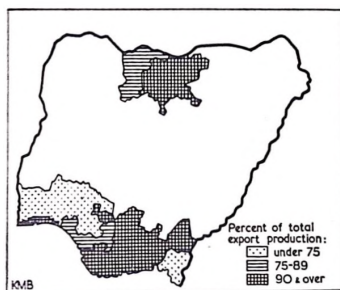 Percent of total
export production:
under 75
75-89
90 & over
KMB